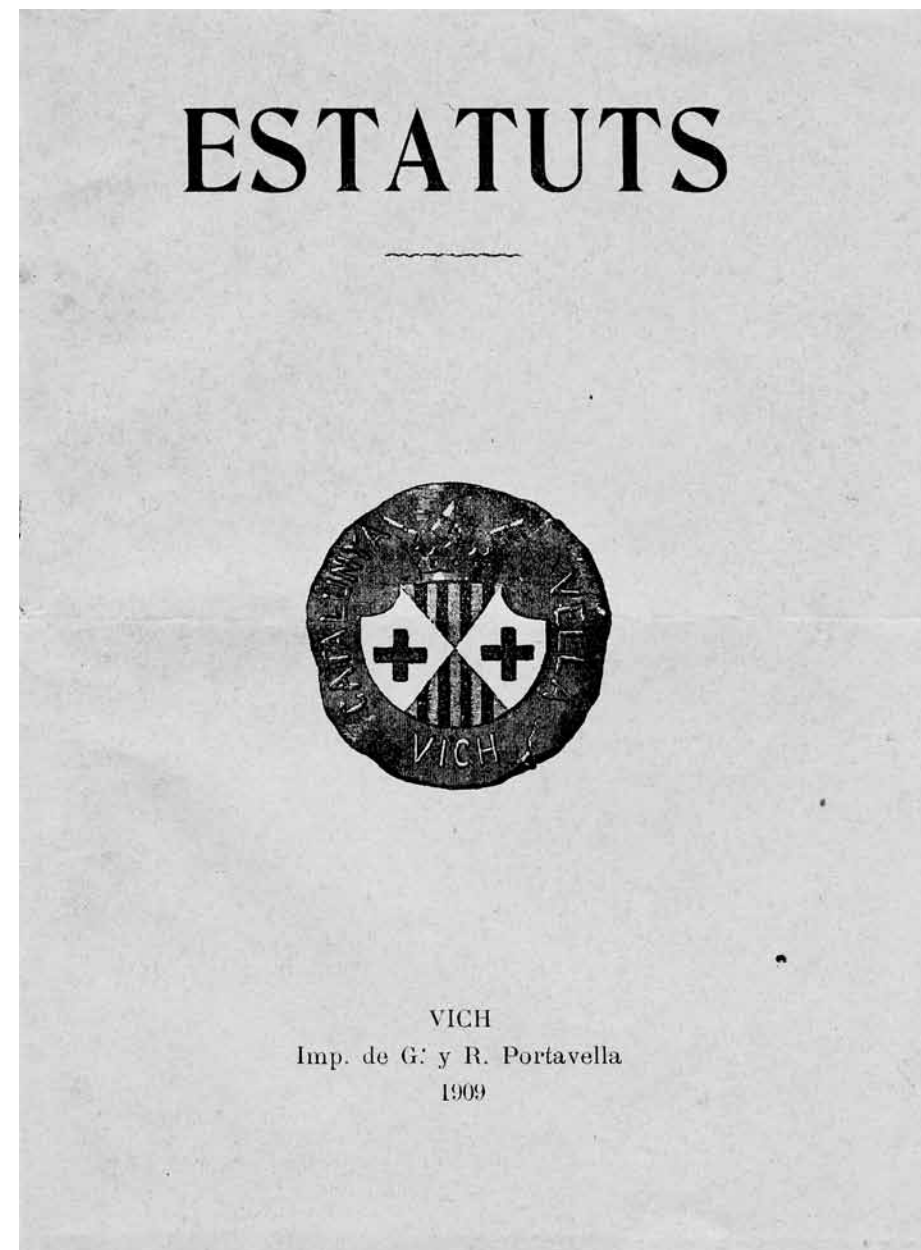 ESTATUTS
CATALUNYA VELLA
VICH
VICH
Imp. de G.ª y R. Portavella
1909